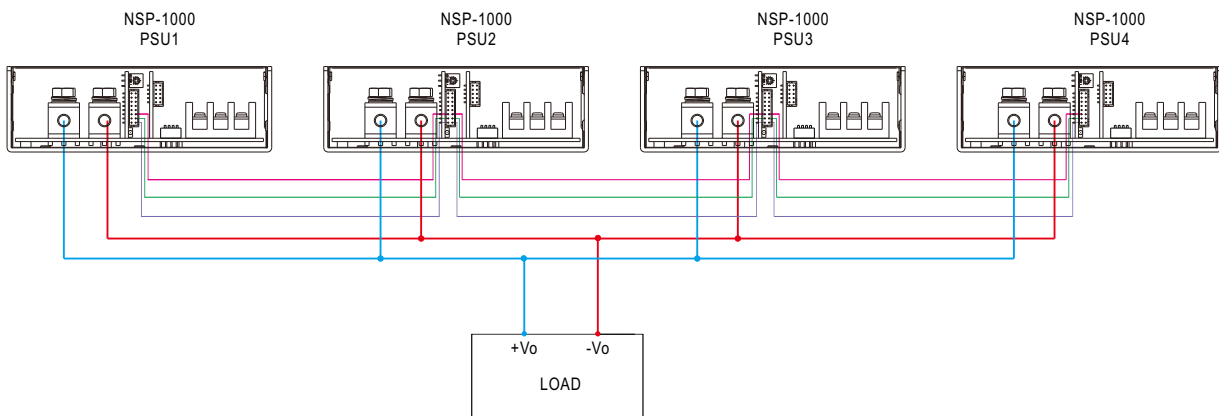 NSP-1000
PSU1
NSP-1000
PSU2
NSP-1000
PSU3
NSP-1000
PSU4
+Vo -Vo
LOAD